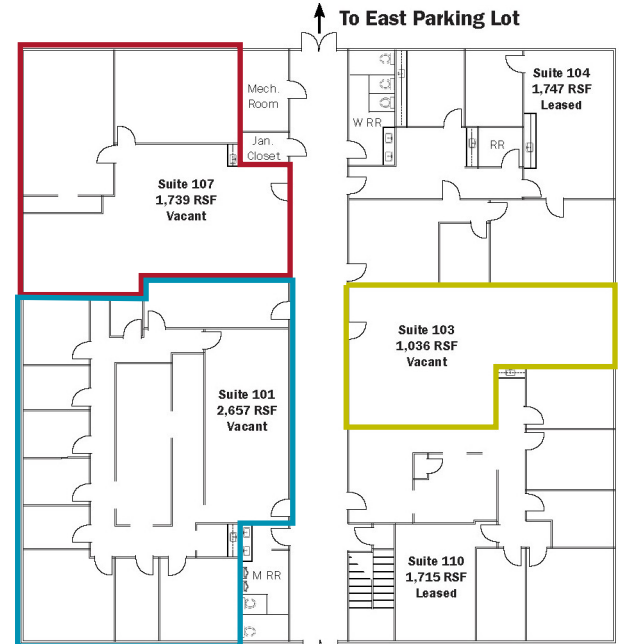 To East Parking Lot
Mech.
Room
Jan.
Closet
W RR
RR
Suite 104
1,747 RSF
Leased
Suite 107
1,739 RSF
Vacant
Suite 103
1,036 RSF
Vacant
Suite 101
2,657 RSF
Vacant
M RR
Suite 110
1,715 RSF
Leased